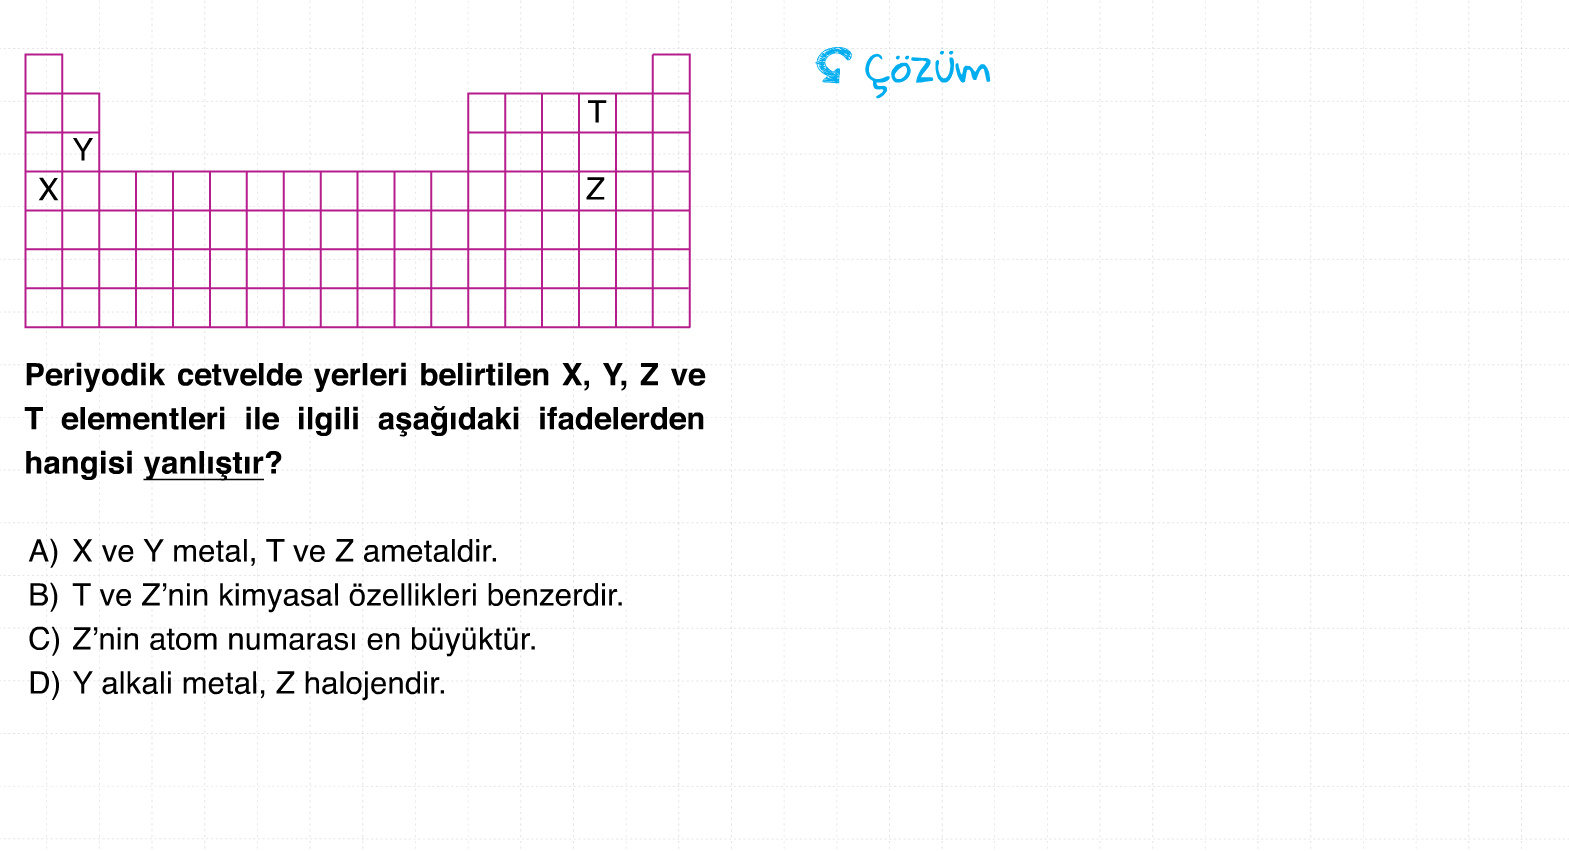 Çözüm
T
Y
X Z
Periyodik cetvelde yerleri belirtilen X, Y, Z ve
T elementleri ile ilgili aşağıdaki ifadelerden
hangisi yanlıştır?
A) X ve Y metal, T ve Z ametaldir.
B) T ve Z’nin kimyasal özellikleri benzerdir.
C) Z’nin atom numarası en büyüktür.
D) Y alkali metal, Z halojendir.